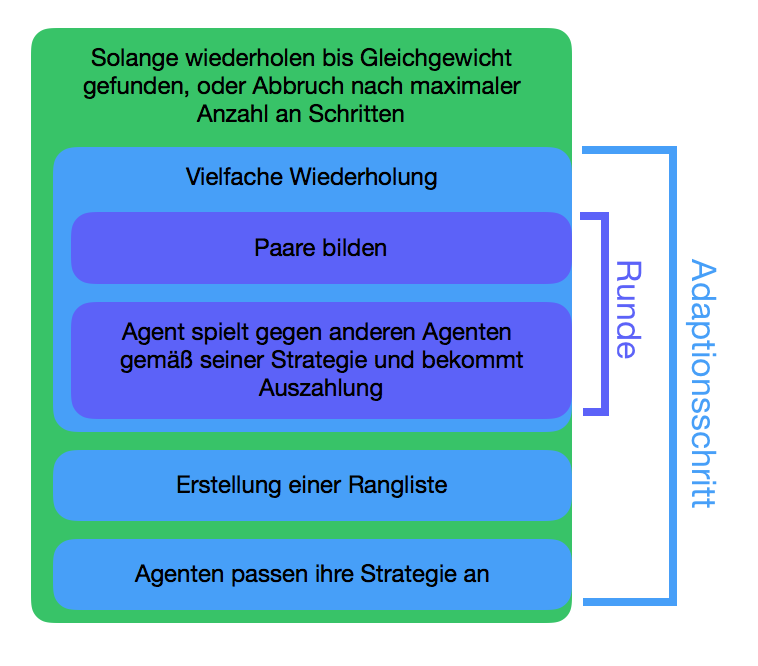 Solange wiederholen bis Gleichgewicht
gefunden, oder Abbruch nach maximaler
Anzahl an Schritten
Vielfache Wiederholung
Paare bilden
Agent spielt gegen anderen Agenten
gemäß seiner Strategie und bekommt
Auszahlung
Runde
Erstellung einer Rangliste
Agenten passen ihre Strategie an
Adaptionsschritt